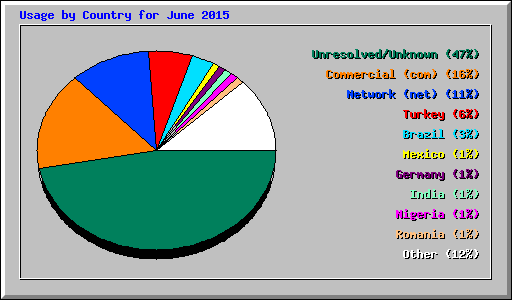 Usage by Country for June 2015
Unresolved/Unknown (47%)
Commercial (com) (16%)
Network (net) (11%)
Turkey (6%)
Brazil (3%)
Mexico (1%)
Germany (1%)
India (1%)
Nigeria (1%)
Romania (1%)
Other (12%)